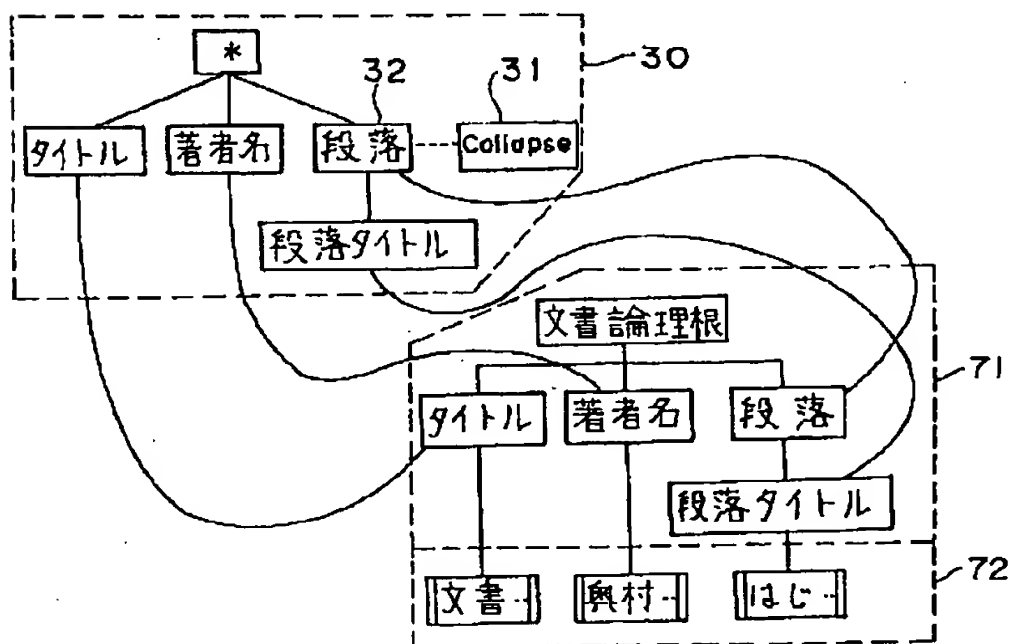 *
30
32
31
タイトル
著者名
段落
Collapse
段落タイトル
文書論理根
71
タイトル
著者名
段落
段落タイトル
72
文書‥
奥村‥
はじ‥